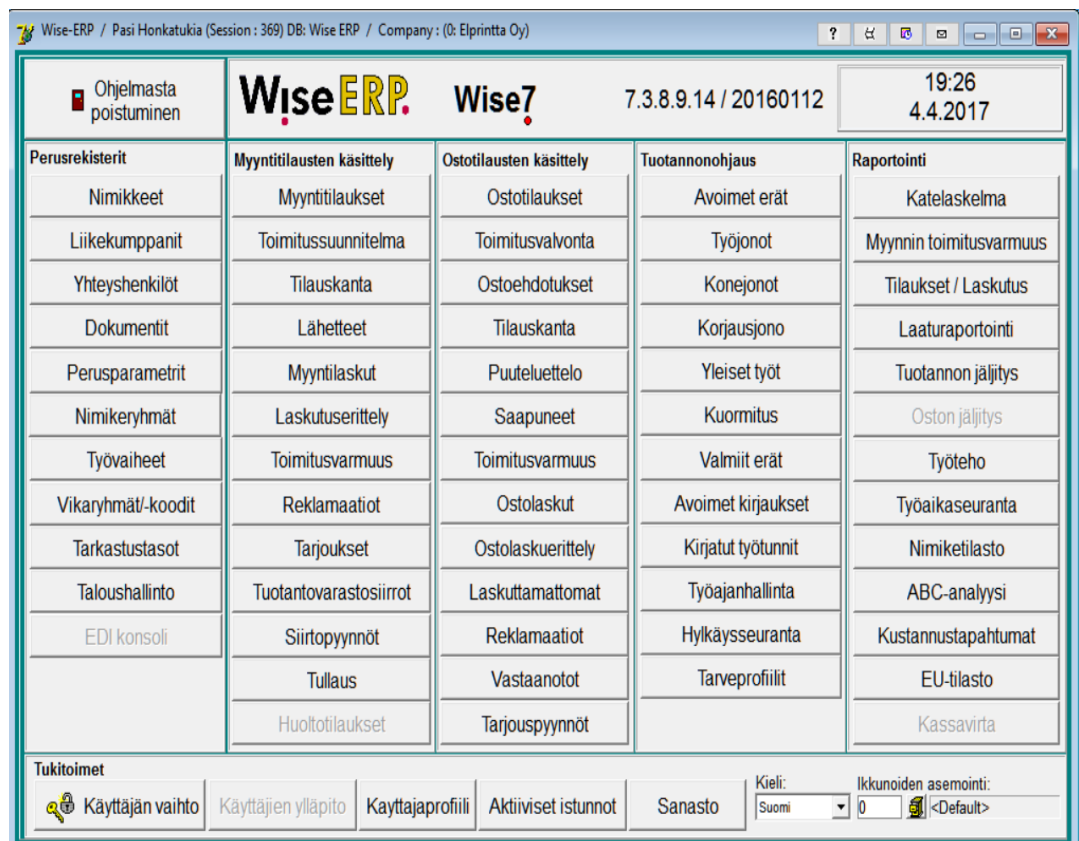 Wise-ERP / Pasi Honkatukia (Session : 369) DB: Wise ERP / Company : (0: Elprintta Oy)
?
Ohjelmasta
poistuminen
Wise ERP.
Wise7
7.3.8.9.14 / 20160112
19:26
4.4.2017
Perusrekisterit
Nimikkeet
Liikekumppanit
Yhteyshenkilöt
Dokumentit
Perusparametrit
Nimikeryhmät
Työvaiheet
Vikaryhmät/-koodit
Tarkastustasot
Taloushallinto
EDI konsoli
Myyntitilausten käsittely
Myyntitilaukset
Toimitussuunnitelma
Tilauskanta
Lähetteet
Myyntilaskut
Laskutuserittely
Toimitusvarmuus
Reklamaatiot
Tarjoukset
Tuotantovarastosiirrot
Siirtopyynnöt
Tullaus
Huoltotilaukset
Ostotilausten käsittely
Ostotilaukset
Toimitusvalvonta
Ostoehdotukset
Tilauskanta
Puuteluettelo
Saapuneet
Toimitusvarmuus
Ostolaskut
Ostolaskuerittely
Laskuttamattomat
Reklamaatiot
Vastaanotot
Tarjouspyynnöt
Tuotannonohjaus
Avoimet erät
Työjonot
Konejonot
Korjausjono
Yleiset työt
Kuormitus
Valmiit erät
Avoimet kirjaukset
Kirjatut työtunnit
Työajanhallinta
Hylkäysseuranta
Tarveprofiilit
Raportointi
Katelaskelma
Myynnin toimitusvarmuus
Tilaukset / Laskutus
Laaturaportointi
Tuotannon jäljitys
Oston jäljitys
Työteho
Työaikaseuranta
Nimiketilasto
ABC-analyysi
Kustannustapahtumat
EU-tilasto
Kassavirta
Tukitoimet
Käyttäjän vaihto
Käyttäjien ylläpito
Kayttajaprofiili
Aktiiviset istunnot
Sanasto
Kieli:
Suomi
Ikkunoiden asemointi:
0
<Default>